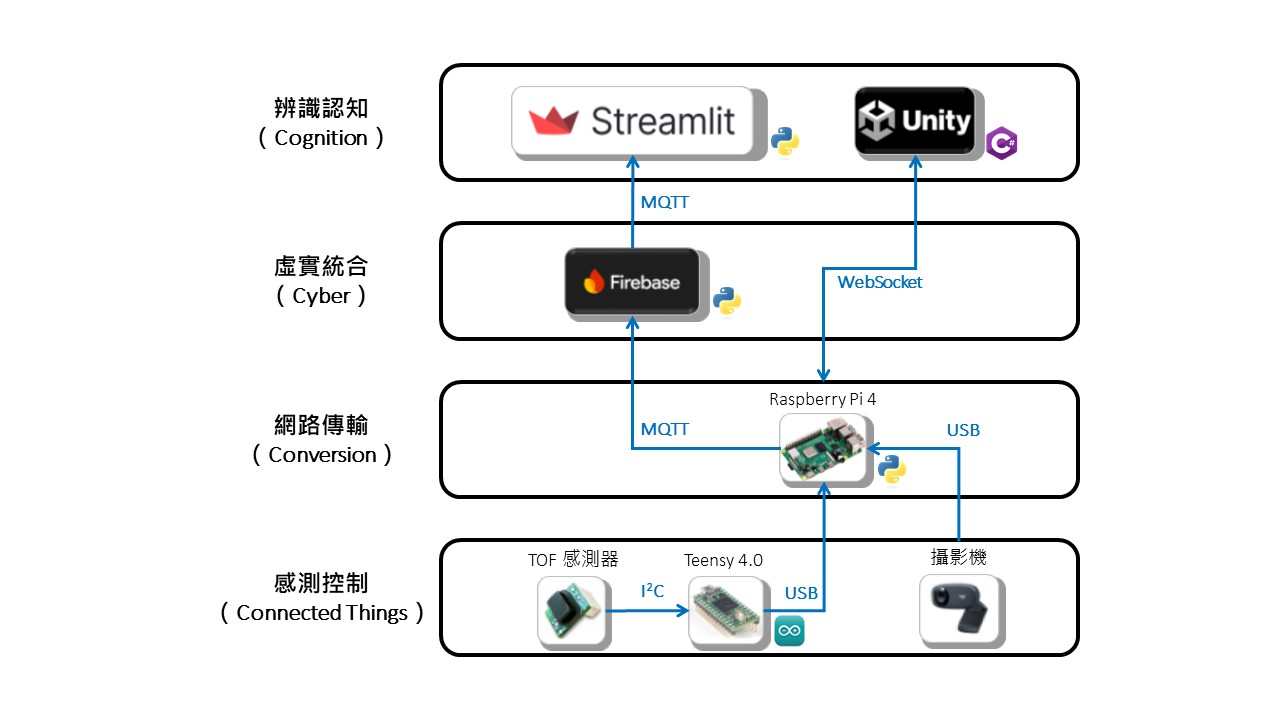 辨識認知
（Cognition）
Streamlit
Unity
C#
MQTT
虛實統合
（Cyber）
Firebase
WebSocket
網路傳輸
（Conversion）
Raspberry Pi 4
MQTT
USB
感測控制
（Connected Things）
TOF 感測器
I²C
Teensy 4.0
USB
攝影機